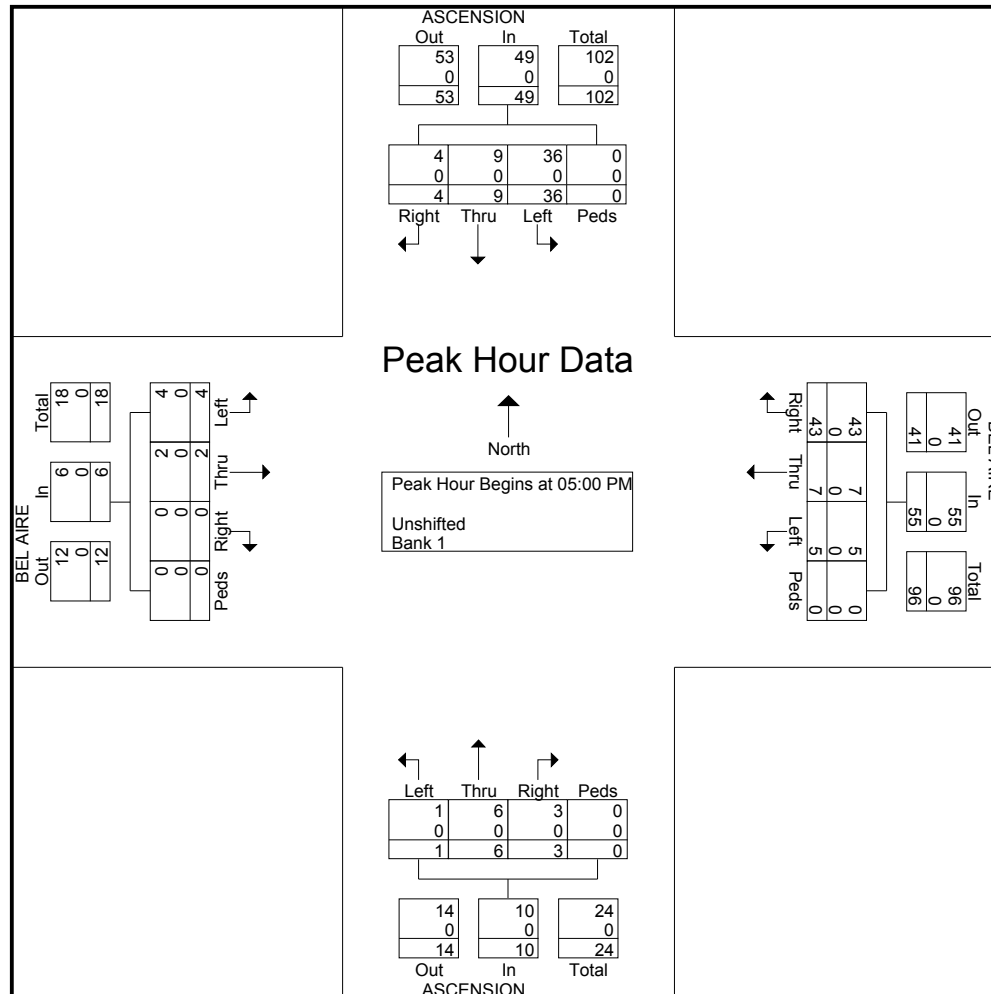 ASCENSION
Out In Total
53 49 102
0 0 0
53 49 102
4 9 36 0
0 0 0 0
4 9 36 0
Right Thru Left Peds
Peak Hour Data
North
Peak Hour Begins at 05:00 PM
Unshifted
Bank 1
BEL AIRE
Out In Total
12 6 18
0 0 0
12 6 18
0 0 2 4
0 0 0 0
0 0 2 4
Peds Right Thru Left
BEL AIRE
Out In Total
41 55 96
0 0 0
41 55 96
43 7 5 0
0 0 0 0
43 7 5 0
Right Thru Left Peds
Left Thru Right Peds
1 6 3 0
0 0 0 0
1 6 3 0
14 10 24
0 0 0
14 10 24
Out In Total
ASCENSION